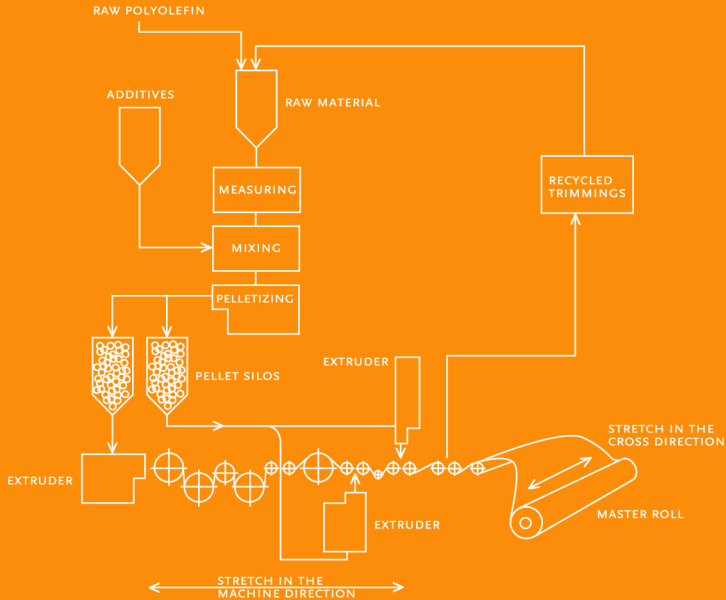 RAW POLYOLEFIN
ADDITIVES
RAW MATERIAL
MEASURING
RECYCLED
TRIMMINGS
MIXING
PELLETIZING
EXTRUDER
PELLET SILOS
STRETCH IN THE
CROSS DIRECTION
EXTRUDER
MASTER ROLL
EXTRUDER
STRETCH IN THE
MACHINE DIRECTION